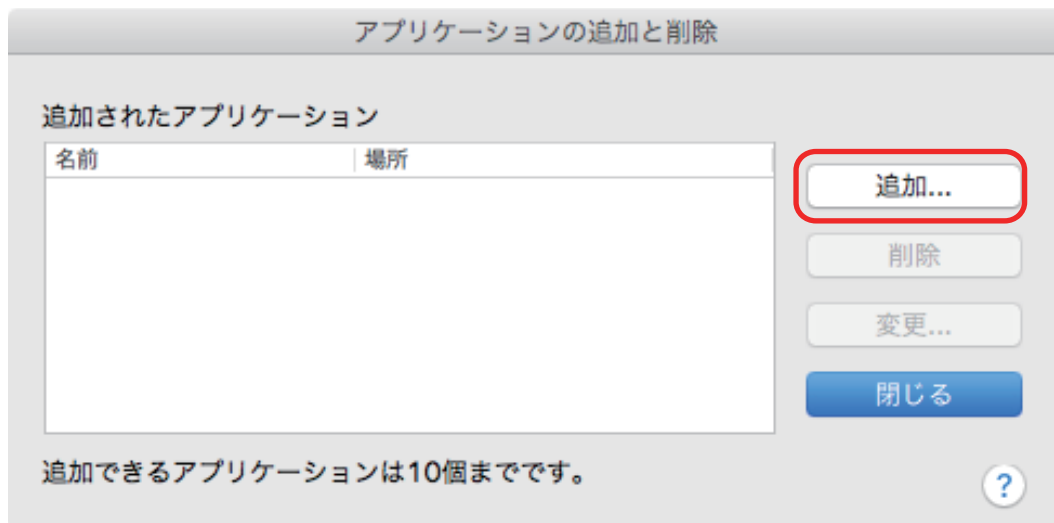 アプリケーションの追加と削除
追加されたアプリケーション
名前 場所
追加...
削除
変更...
閉じる
追加できるアプリケーションは10個までです。
?